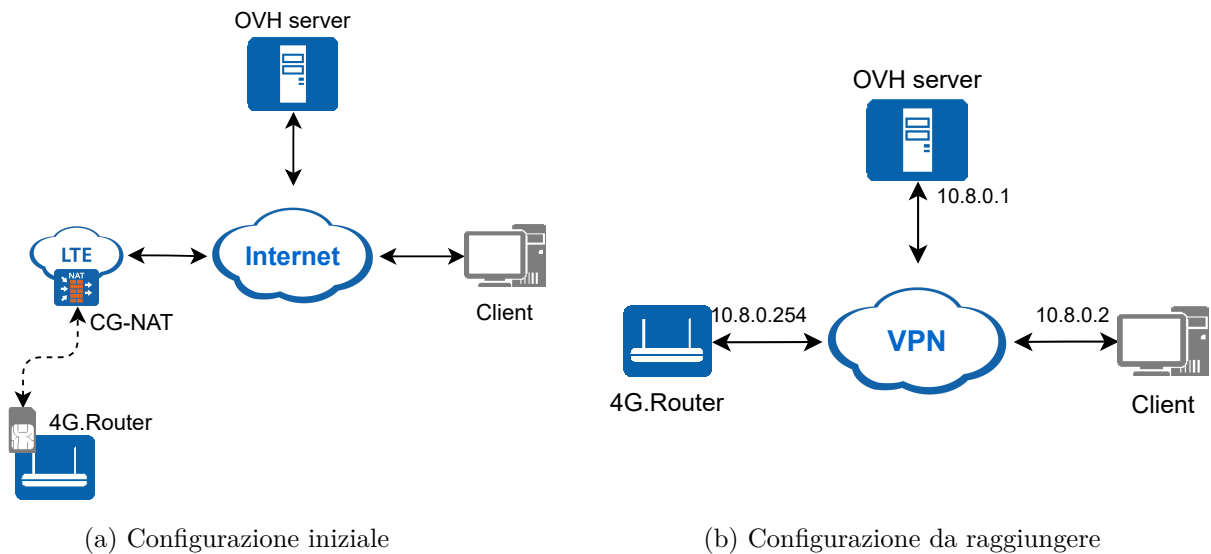 OVH server
Internet
LTE
NAT
CG-NAT
Client
4G.Router
(a) Configurazione iniziale
OVH server
10.8.0.1
10.8.0.254
VPN
10.8.0.2
4G.Router
Client
(b) Configurazione da raggiungere